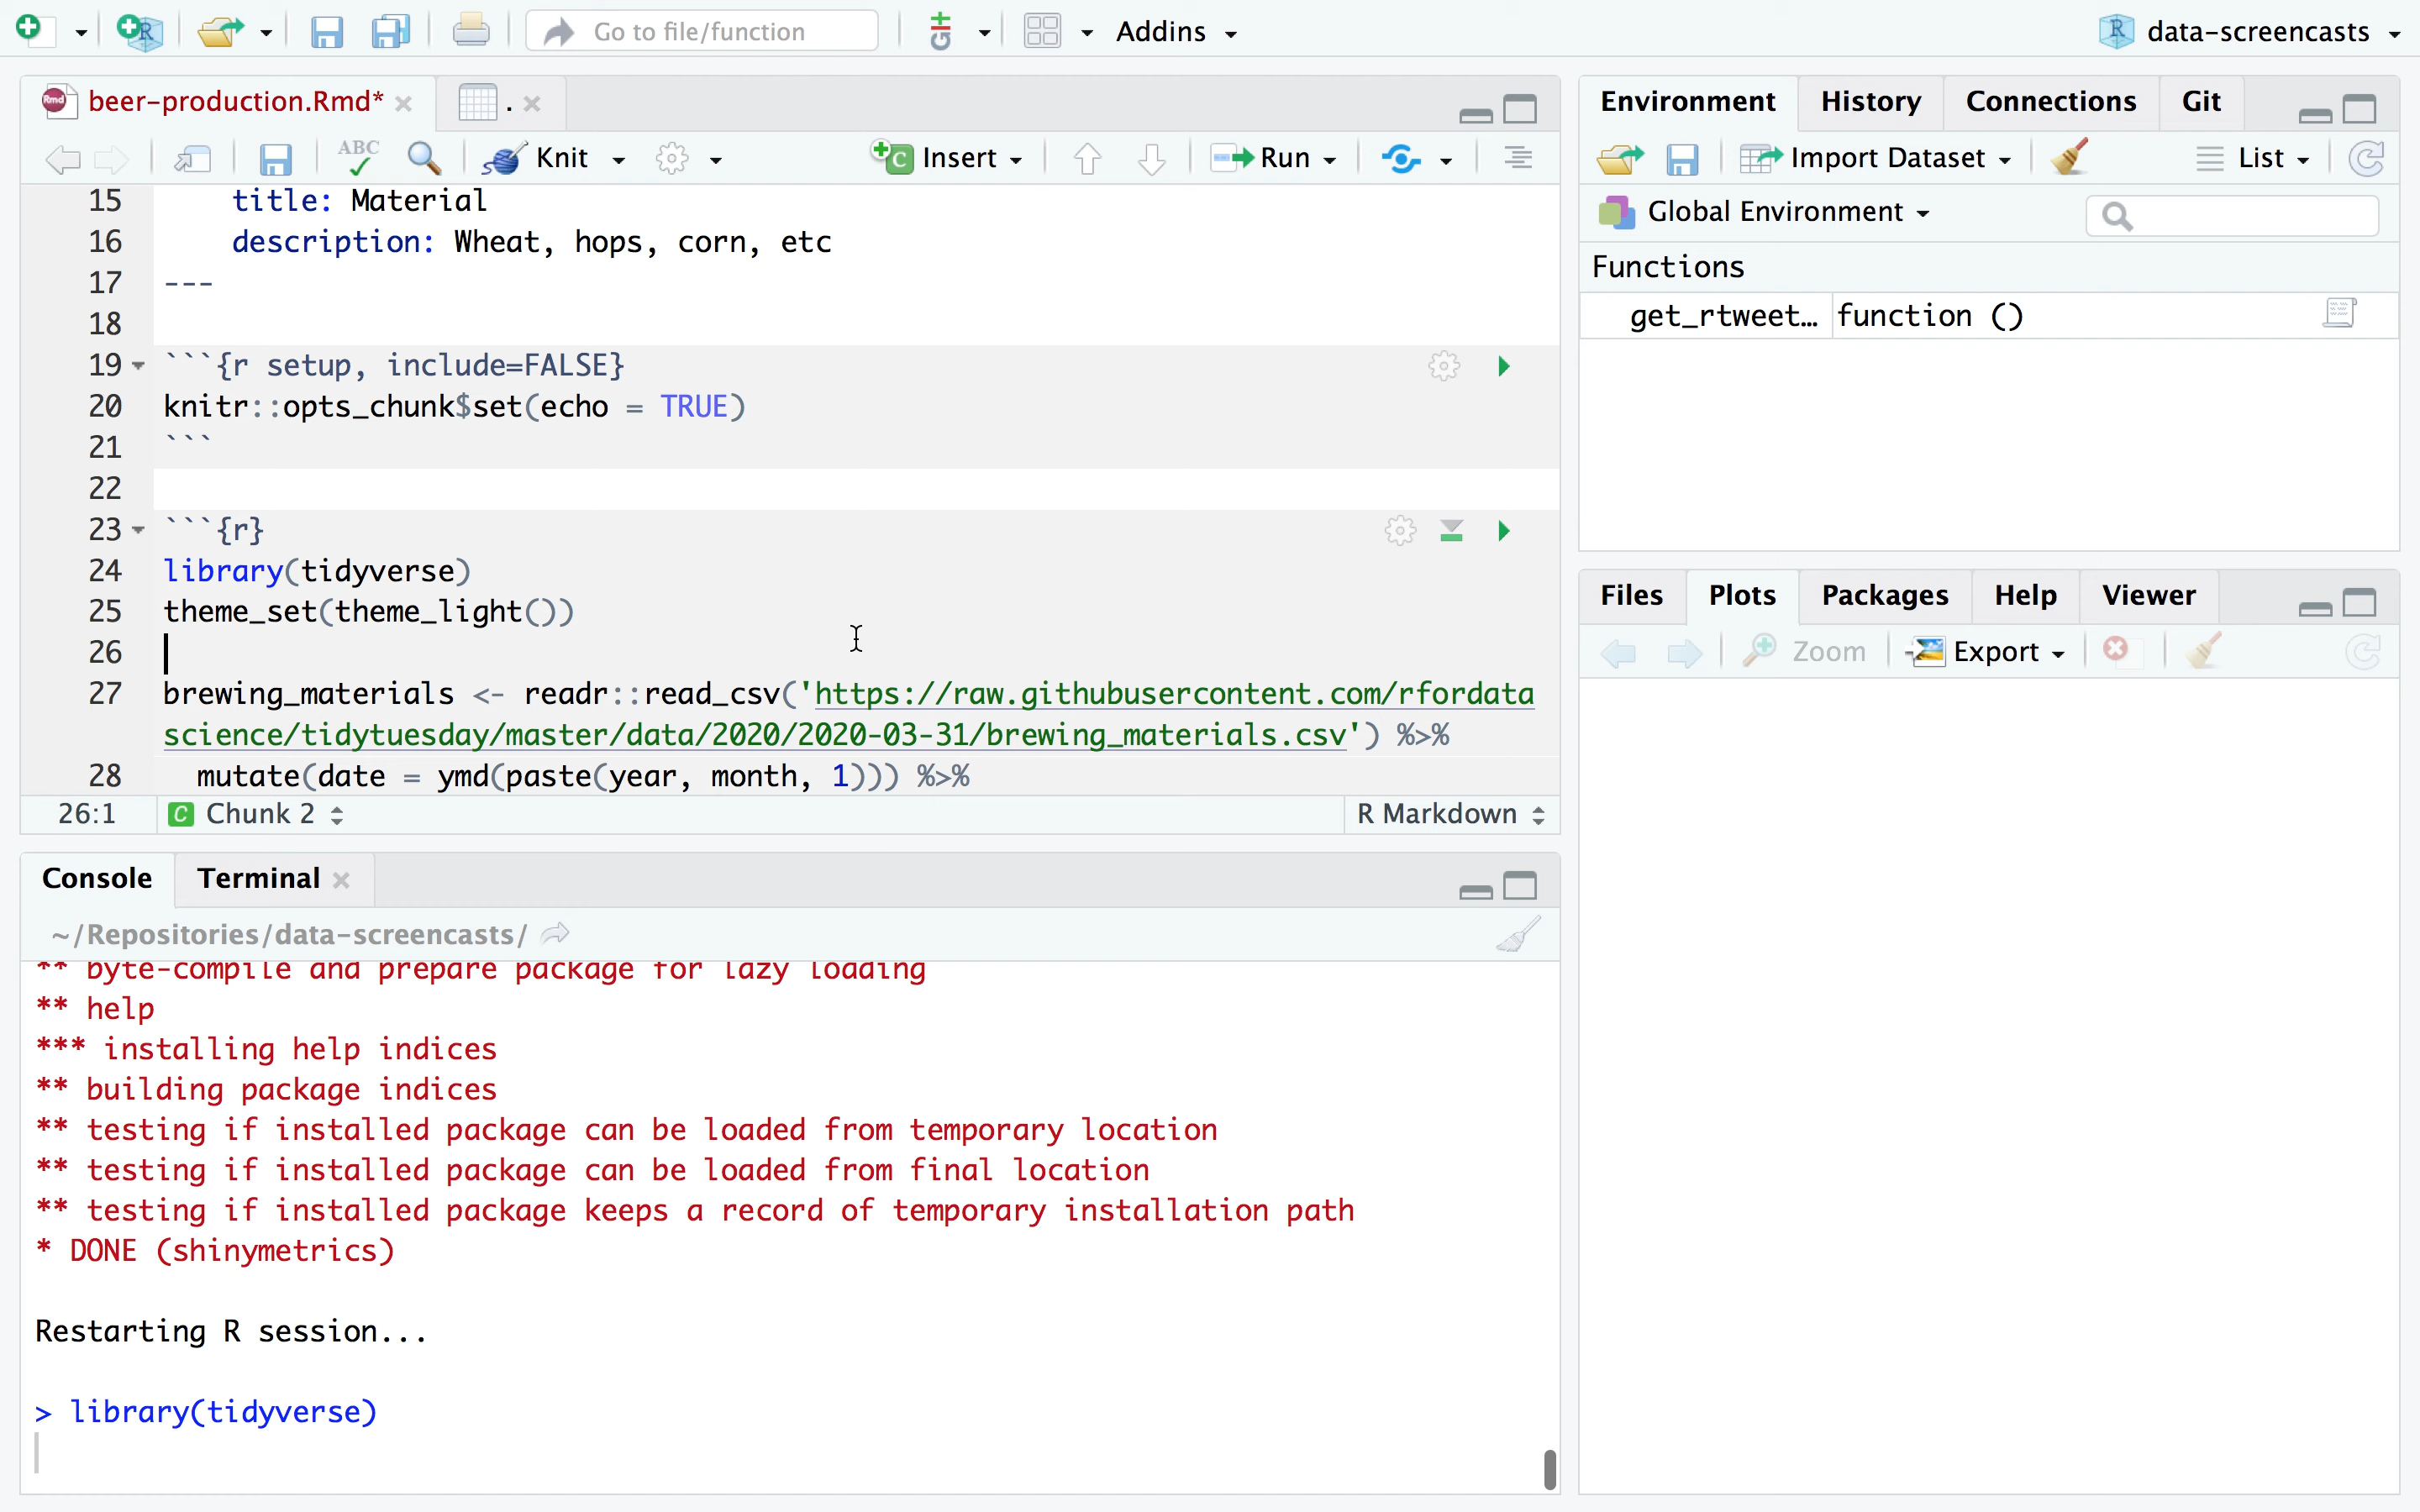 Go to file/function
Addins
data-screencasts
beer-production.Rmd*
.
ABC
Knit
Insert
Run
15 title: Material
16 description: Wheat, hops, corn, etc
17 ---
18
19 ```{r setup, include=FALSE}
20 knitr::opts_chunk$set(echo = TRUE)
21 ```
22
23 ```{r}
24 library(tidyverse)
25 theme_set(theme_light())
26
27 brewing_materials <- readr::read_csv('https://raw.githubusercontent.com/rfordata
science/tidytuesday/master/data/2020/2020-03-31/brewing_materials.csv') %>%
28 mutate(date = ymd(paste(year, month, 1))) %>%
26:1 C Chunk 2 R Markdown
Console Terminal
~/Repositories/data-screencasts/
** byte-compile and prepare package for lazy loading
** help
*** installing help indices
** building package indices
** testing if installed package can be loaded from temporary location
** testing if installed package can be loaded from final location
** testing if installed package keeps a record of temporary installation path
* DONE (shinymetrics)
Restarting R session...
> library(tidyverse)
Environment History Connections Git
Import Dataset List
Global Environment
Functions
get_rtweet… function ()
Files Plots Packages Help Viewer
Zoom Export